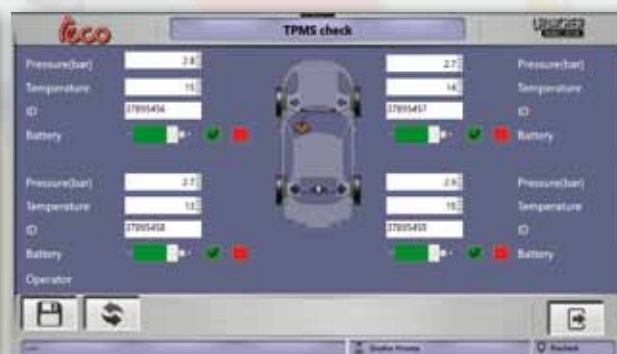 Teco
TPMS check
Pressure(bar) 2.8 2.7 Pressure(bar)
Temperature 15 14 Temperature
ID 37895456 37895457 ID
Battery Battery
Pressure(bar) 2.7 Pressure(bar)
Temperature 13 15 Temperature
ID 37895458 37895459 ID
Battery Battery
Operator